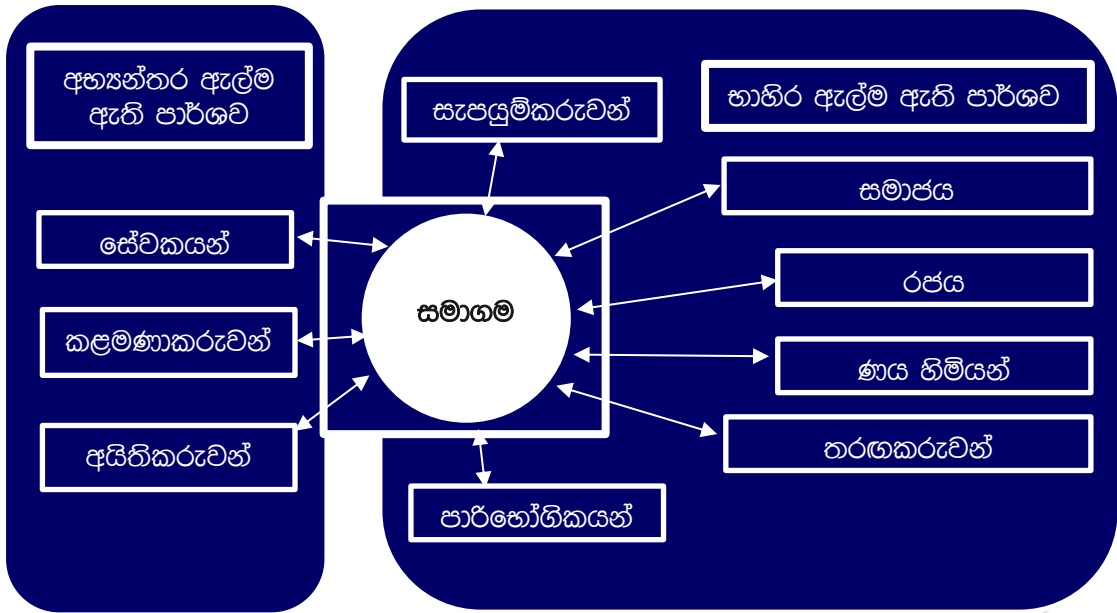 අභ්‍යන්තර ඇල්ම
ඇති පාර්ශව
සේවකයන්
කළමණාකරුවන්
අයිතිකරුවන්
සමාගම
සැපයුම්කරුවන්
පාරිභෝගිකයන්
භාහිර ඇල්ම ඇති පාර්ශව
සමාජය
රජය
ණය හිමියන්
තරඟකරුවන්